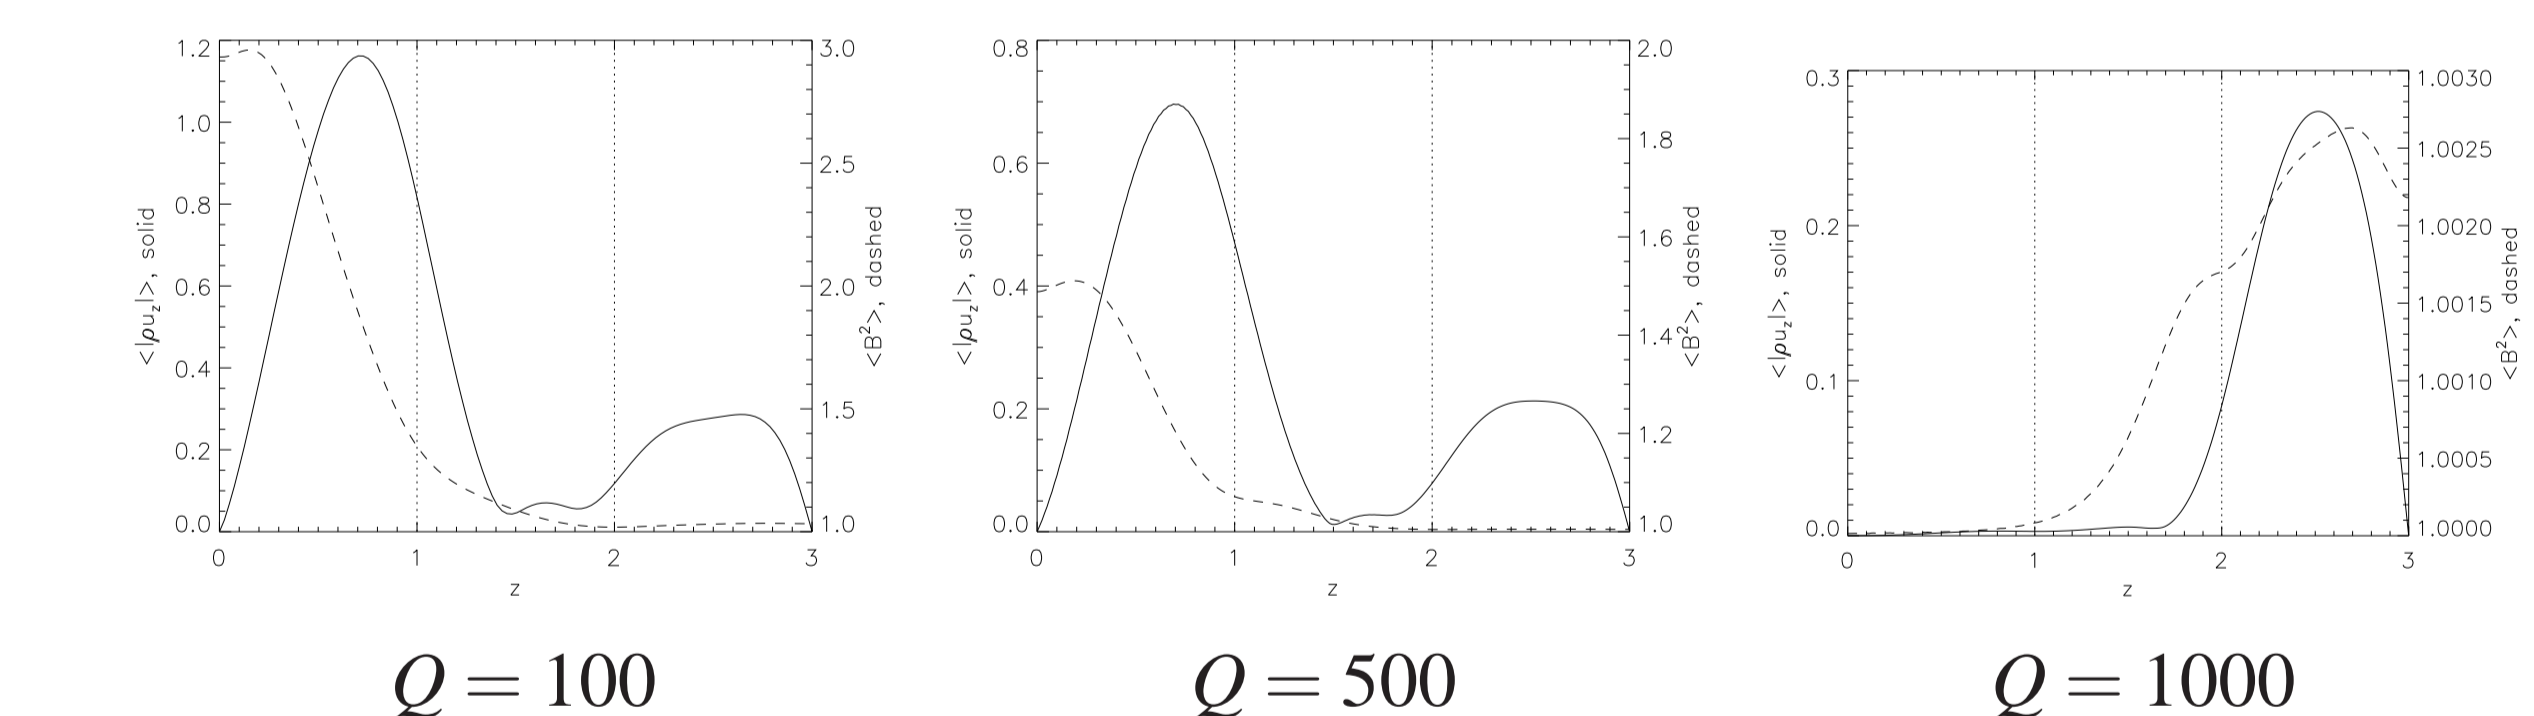 1.2
1.0
0.8
0.6
0.4
0.2
0.0
<|ρu_z|>, solid
3.0
2.5
2.0
1.5
1.0
<B²>, dashed
0 1 2 3
z
Q = 100
0.8
0.6
0.4
0.2
0.0
<|ρu_z|>, solid
2.0
1.8
1.6
1.4
1.2
1.0
<B²>, dashed
0 1 2 3
z
Q = 500
0.3
0.2
0.1
0.0
<|ρu_z|>, solid
1.0030
1.0025
1.0020
1.0015
1.0010
1.0005
1.0000
<B²>, dashed
0 1 2 3
z
Q = 1000